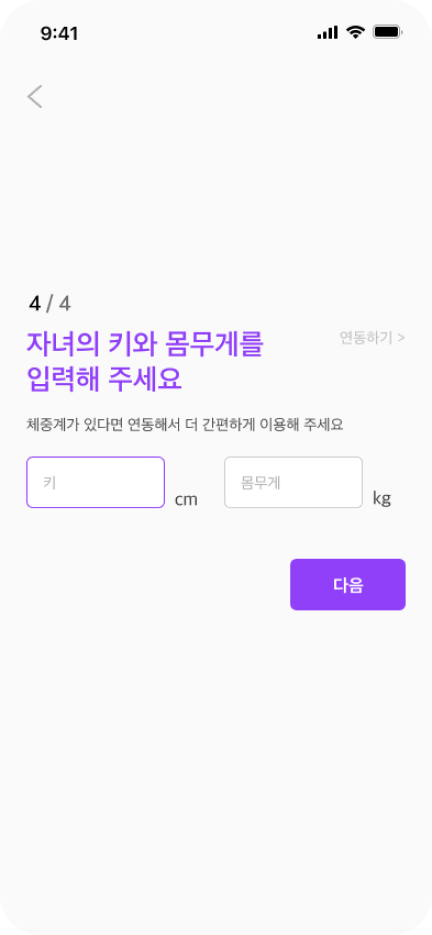 9:41
4 / 4
자녀의 키와 몸무게를
입력해 주세요
연동하기 >
체중계가 있다면 연동해서 더 간편하게 이용해 주세요
키 cm 몸무게 kg
다음